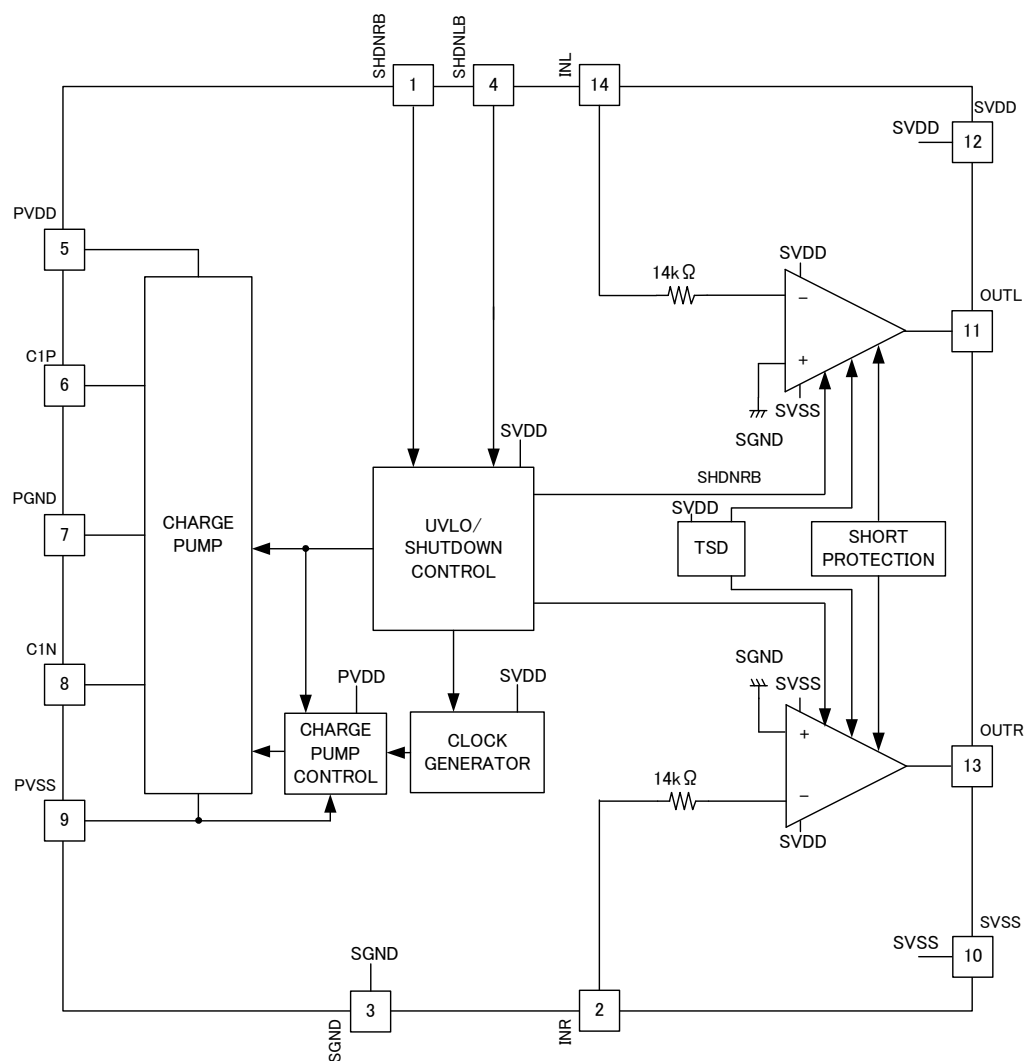 SHDNRB
1
SHDNLB
4
INL
14
SVDD
SVDD
12
PVDD
5
14kΩ
SVDD
−
+
SVSS
SGND
OUTL
11
C1P
6
SVDD
SHDNRB
PGND
7
CHARGE
PUMP
UVLO/
SHUTDOWN
CONTROL
SVDD
TSD
SHORT
PROTECTION
C1N
8
PVDD
SVDD
SGND
SVSS
+
−
SVDD
14kΩ
OUTR
13
CHARGE
PUMP
CONTROL
CLOCK
GENERATOR
PVSS
9
SVSS
SVSS
10
SGND
SGND
3
INR
2